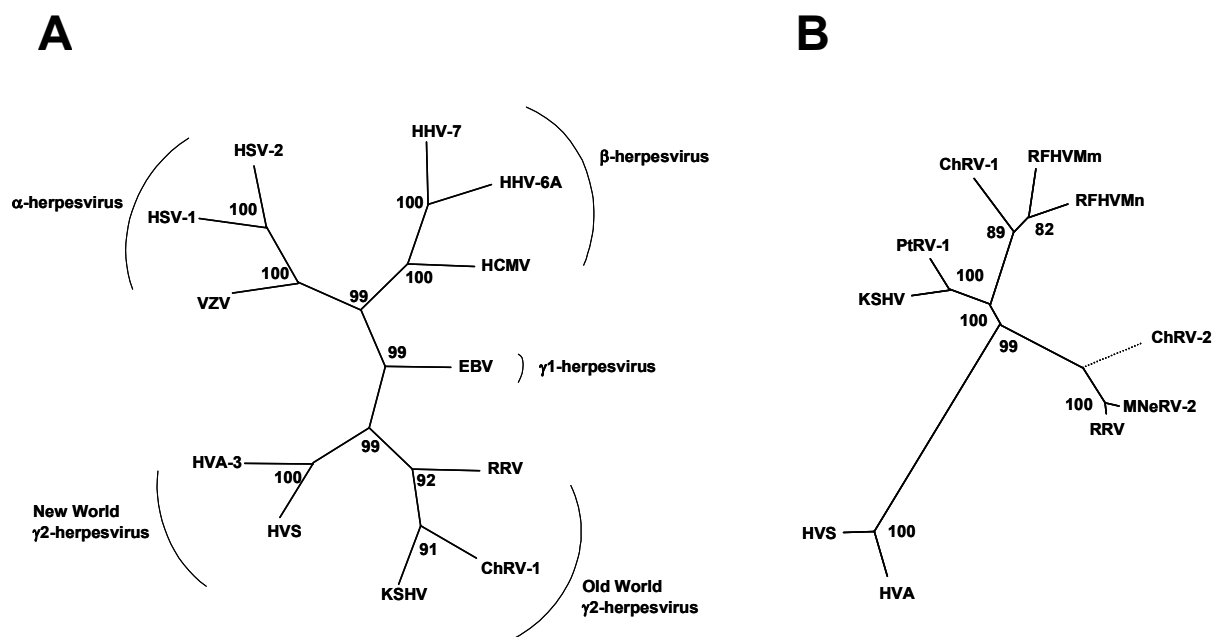 A
HHV-7
HSV-2
β-herpesvirus
HHV-6A
α-herpesvirus
100
100
HSV-1
100
HCMV
100
VZV
99
99
EBV
γ1-herpesvirus
99
HVA-3
100
RRV
92
New World
γ2-herpesvirus
HVS
91
ChRV-1
KSHV
Old World
γ2-herpesvirus
B
RFHVMm
ChRV-1
RFHVMn
89
82
PtRV-1
100
KSHV
100
99
ChRV-2
100
MNeRV-2
RRV
HVS
100
HVA